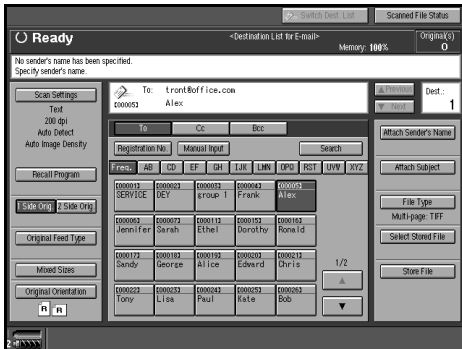 Switch Dest. List
Scanned File Status
Ready
<Destination List for E-mail>
Memory: 100%
Original(s)
0
No sender's name has been specified.
Specify sender's name.
Scan Settings
Text
200 dpi
Auto Detect
Auto Image Density
Recall Program
1 Side Orig. 2 Side Orig.
Original Feed Type
Mixed Sizes
Original Orientation
R R
To: tront@office.com
[00005] Alex
Previous
Next
Dest.:
1
To Cc Bcc
Registration No. Manual Input Search
Freq. AB CD EF GH IJK LMN OPQ RST UVW XYZ
[00001] [00002] [00003] [00004] [00005]
SERVICE DEY group 1 Frank Alex
[00006] [00007] [00011] [00015] [00016]
Jennifer Sarah Ethel Dorothy Ronald
[00017] [00018] [00019] [00020] [00021]
Sandy George Alice Edward Chris
[00022] [00023] [00024] [00025] [00026]
Tony Lisa Paul Kate Bob
1/2
Attach Sender's Name
Attach Subject
File Type
Multi-page: TIFF
Select Stored File
Store File
2